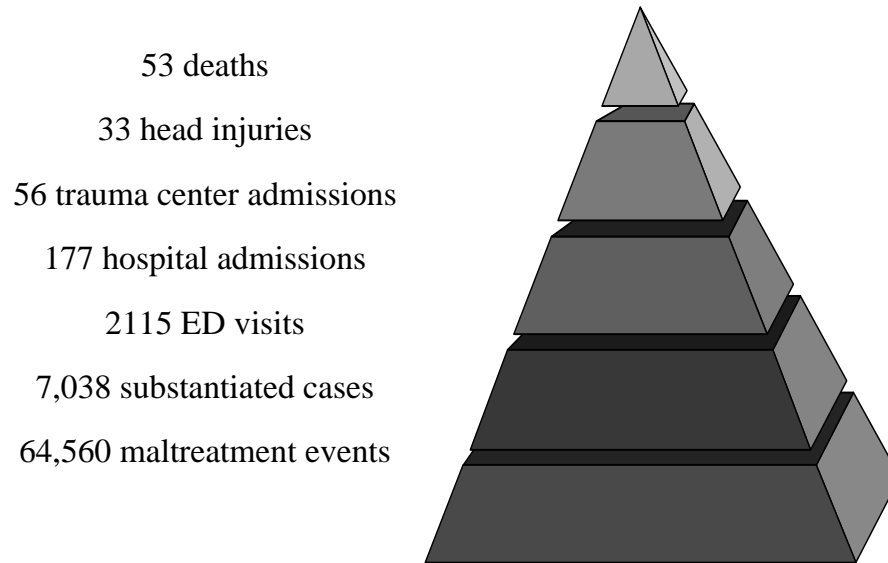 53 deaths
33 head injuries
56 trauma center admissions
177 hospital admissions
2115 ED visits
7,038 substantiated cases
64,560 maltreatment events